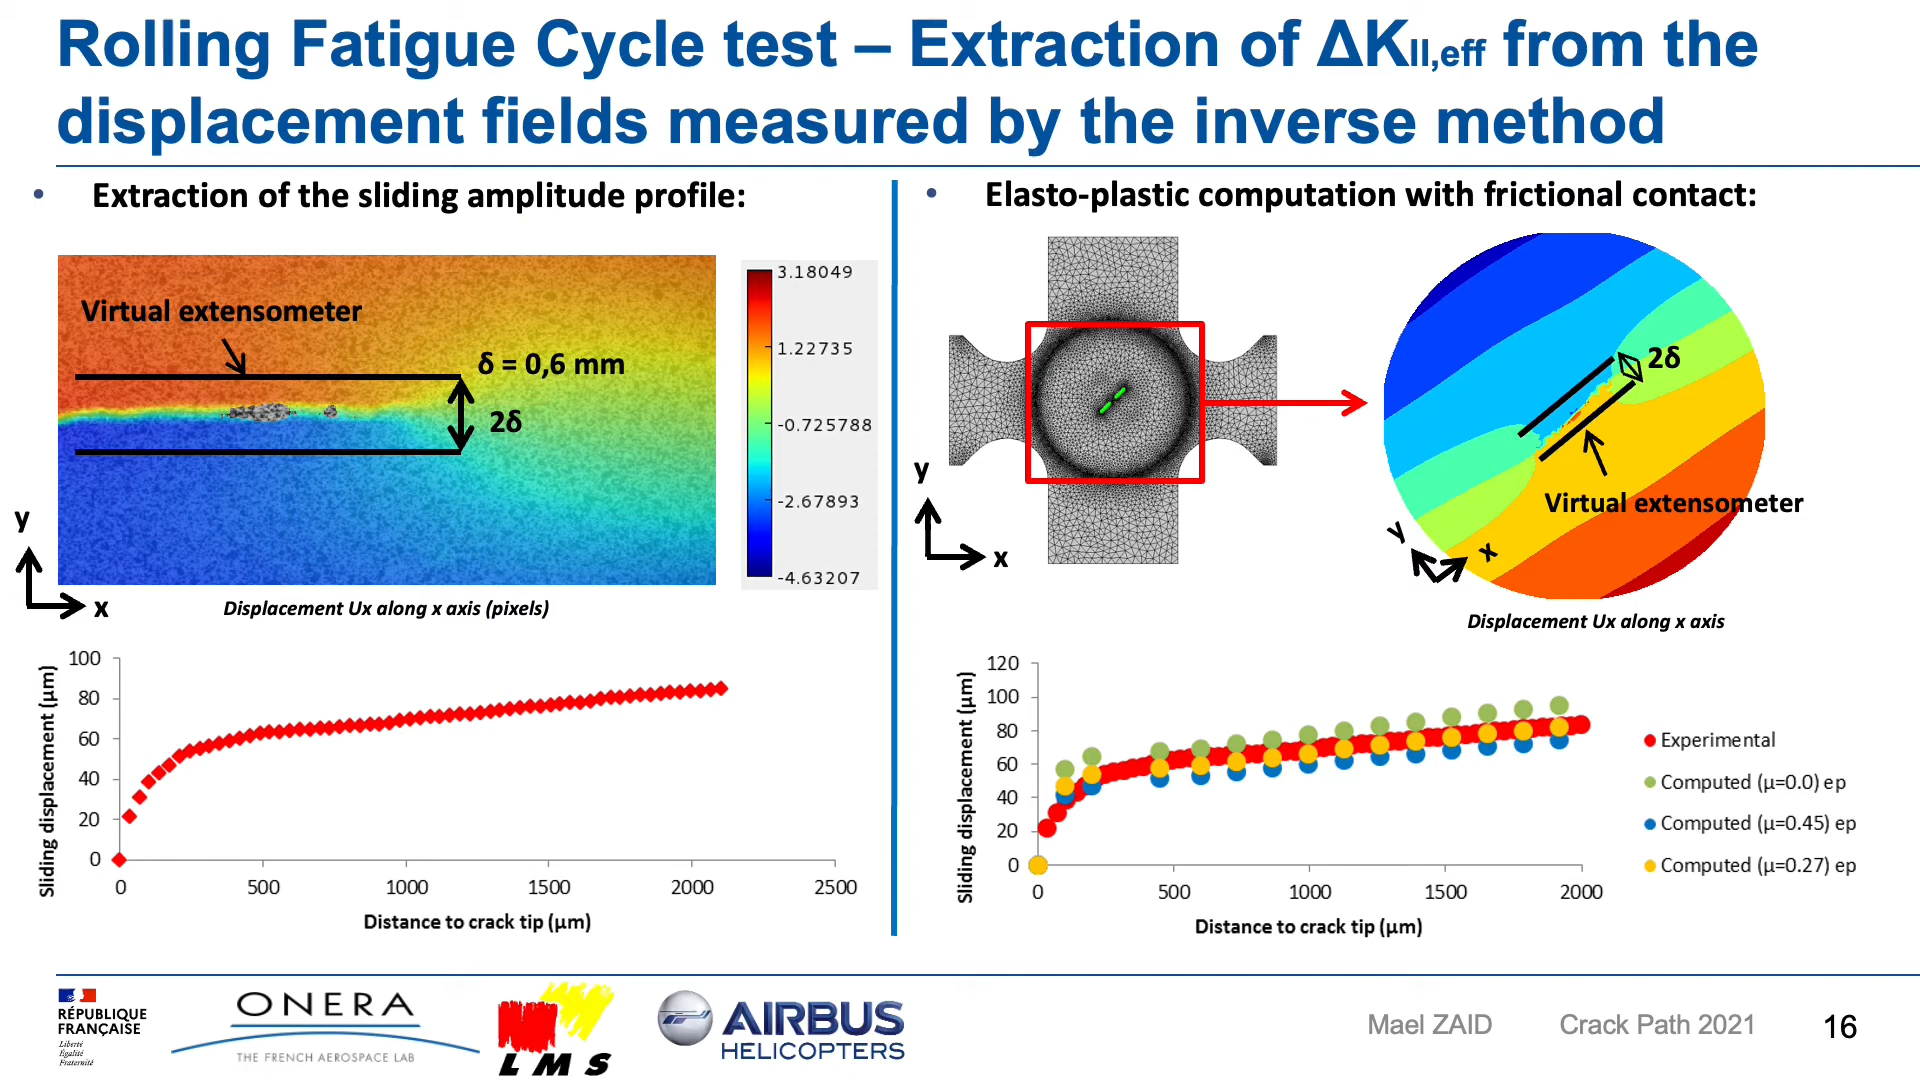 Rolling Fatigue Cycle test – Extraction of ΔKII,eff from the
displacement fields measured by the inverse method
• Extraction of the sliding amplitude profile:
Virtual extensometer
δ = 0,6 mm
2δ
3.18049
1.22735
-0.725788
-2.67893
-4.63207
y
x
Displacement Ux along x axis (pixels)
Sliding displacement (µm)
100
80
60
40
20
0
0 500 1000 1500 2000 2500
Distance to crack tip (µm)
• Elasto-plastic computation with frictional contact:
y
x
2δ
Virtual extensometer
y
x
Displacement Ux along x axis
Sliding displacement (µm)
120
100
80
60
40
20
0
0 500 1000 1500 2000
Distance to crack tip (µm)
Experimental
Computed (µ=0.0) ep
Computed (µ=0.45) ep
Computed (µ=0.27) ep
RÉPUBLIQUE
FRANÇAISE
Liberté
Égalité
Fraternité
ONERA
THE FRENCH AEROSPACE LAB
LMS
AIRBUS
HELICOPTERS
Mael ZAID Crack Path 2021 16